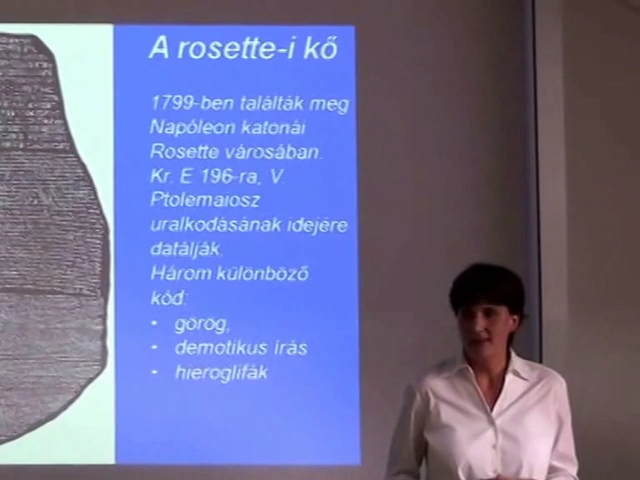 A rosette-i kő
1799-ben találták meg
Napóleon katonái
Rosette városában.
Kr. E 196-ra, V.
Ptolemaiosz
uralkodásának idejére
datálják.
Három különböző
kód:
• görög,
• demotikus írás
• hieroglifák